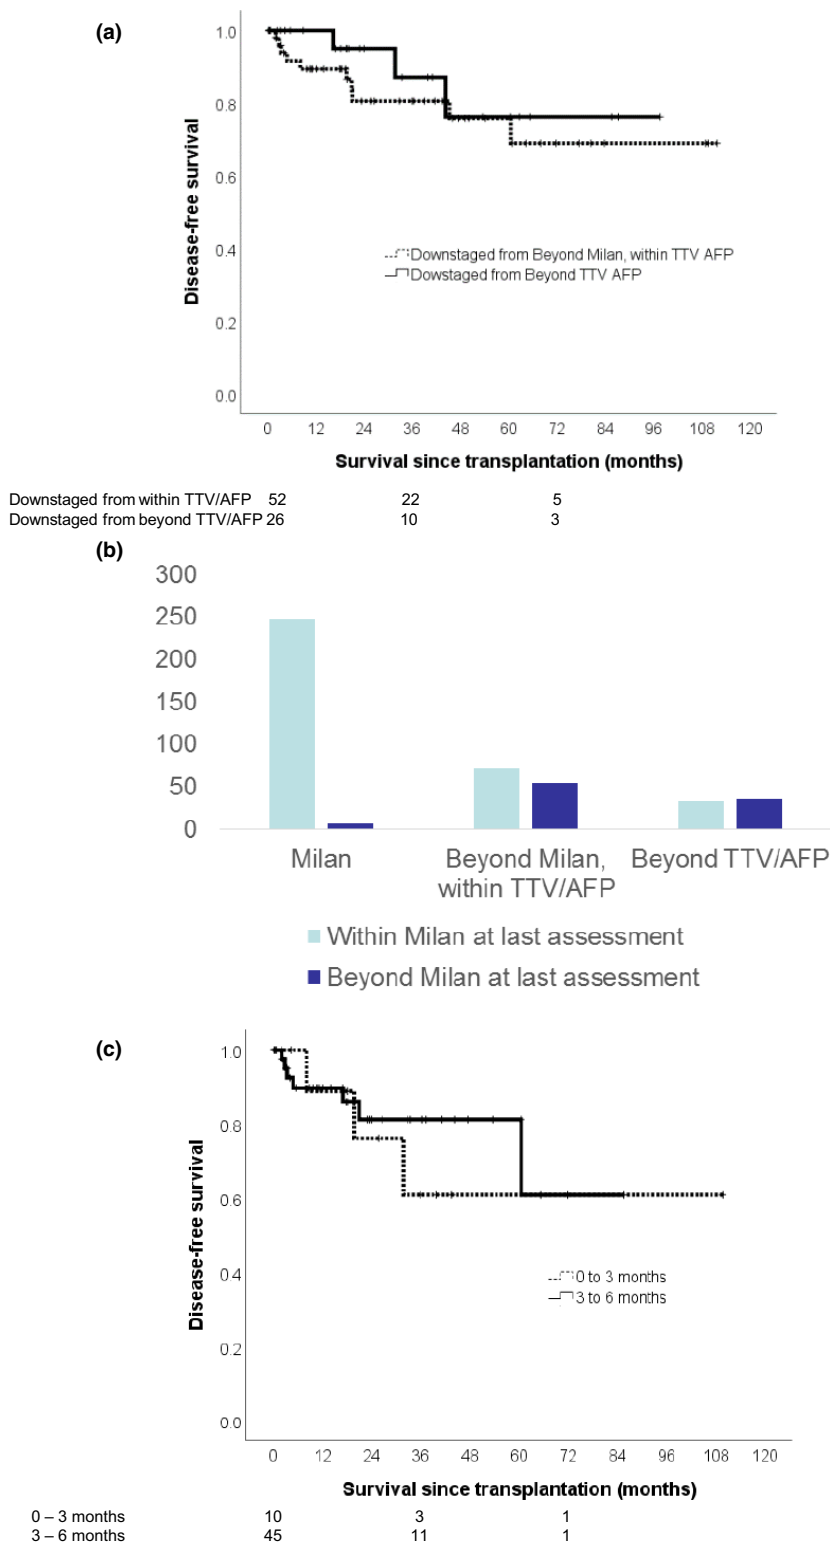 (a)
1.0
0.8
0.6
0.4
0.2
0.0
Disease-free survival
Downstaged from Beyond Milan, within TTV AFP
Dowstaged from Beyond TTV AFP
0 12 24 36 48 60 72 84 96 108 120
Survival since transplantation (months)
Downstaged from within TTV/AFP 52 22 5
Downstaged from beyond TTV/AFP 26 10 3
(b)
300
250
200
150
100
50
0
Milan Beyond Milan, Beyond TTV/AFP
within TTV/AFP
Within Milan at last assessment
Beyond Milan at last assessment
(c)
1.0
0.8
0.6
0.4
0.2
0.0
Disease-free survival
0 to 3 months
3 to 6 months
0 12 24 36 48 60 72 84 96 108 120
Survival since transplantation (months)
0 – 3 months 10 3 1
3 – 6 months 45 11 1